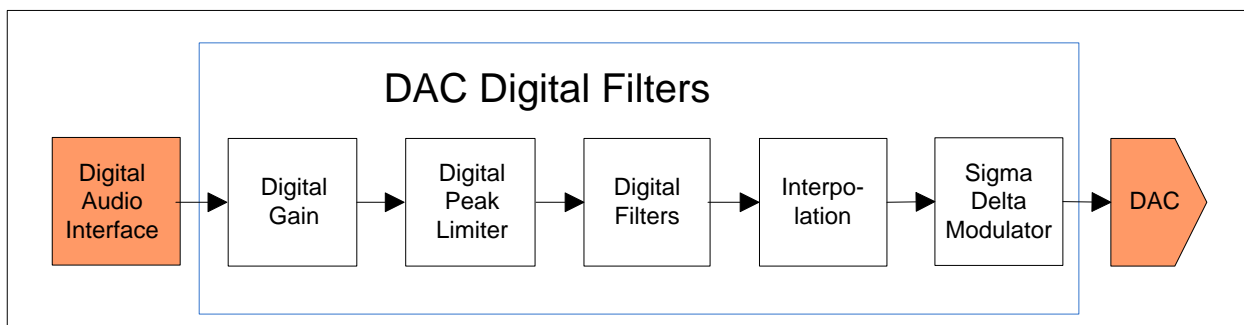 DAC Digital Filters
Digital
Audio
Interface
Digital
Gain
Digital
Peak
Limiter
Digital
Filters
Interpo-
lation
Sigma
Delta
Modulator
DAC